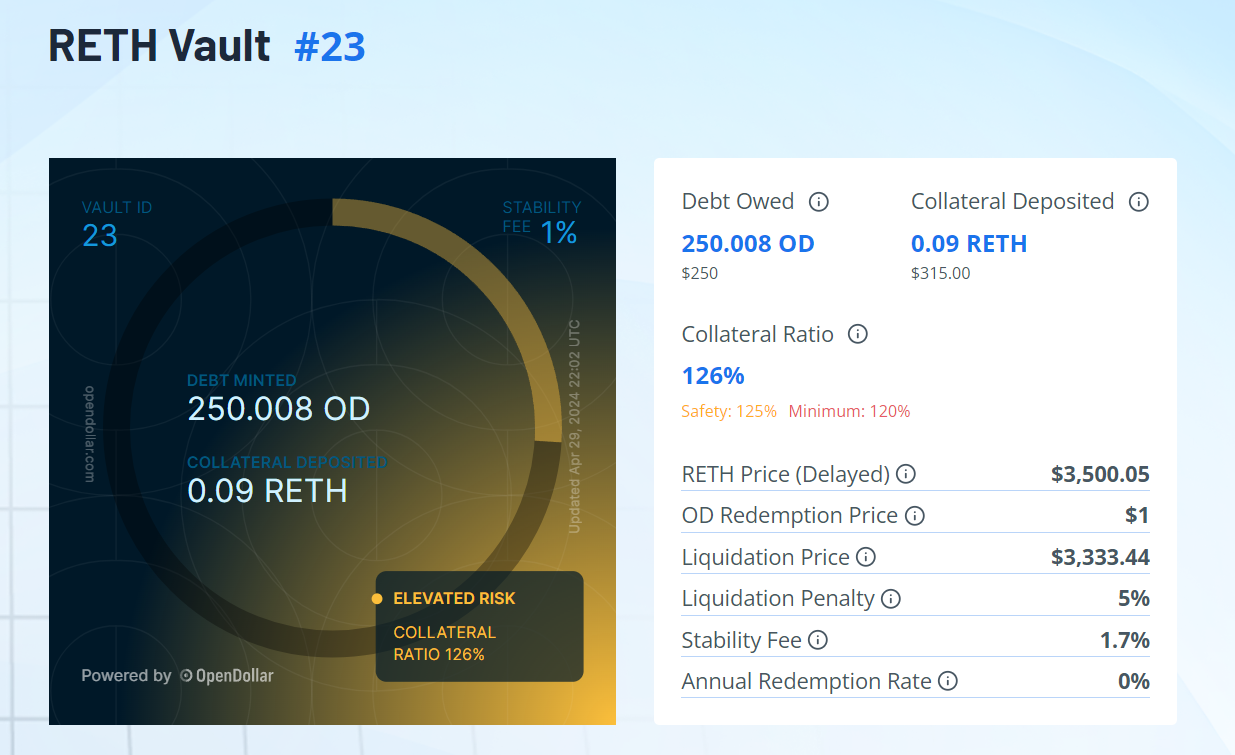 RETH Vault #23
VAULT ID
23
STABILITY
FEE 1%
opendollar.com
DEBT MINTED
250.008 OD
COLLATERAL DEPOSITED
0.09 RETH
Updated Apr 29, 2024 22:02 UTC
ELEVATED RISK
COLLATERAL
RATIO 126%
Powered by OpenDollar
Debt Owed
250.008 OD
$250
Collateral Deposited
0.09 RETH
$315.00
Collateral Ratio
126%
Safety: 125% Minimum: 120%
RETH Price (Delayed) $3,500.05
OD Redemption Price $1
Liquidation Price $3,333.44
Liquidation Penalty 5%
Stability Fee 1.7%
Annual Redemption Rate 0%